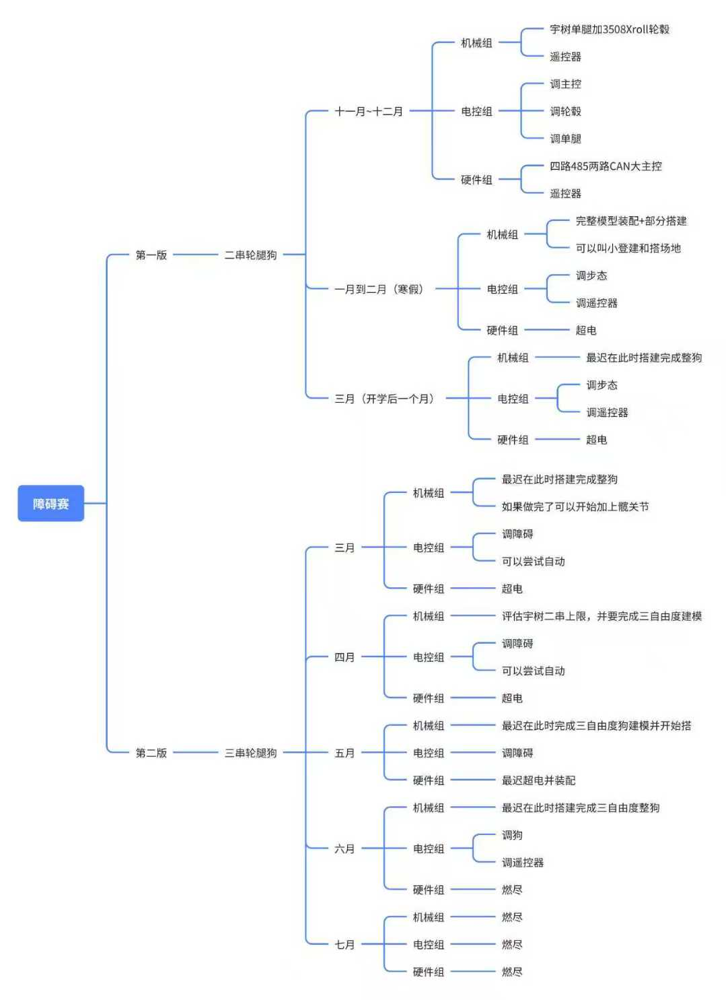 障碍赛
第一版
二串轮腿狗
十一月~十二月
机械组
宇树单腿加3508Xroll轮毂
遥控器
电控组
调主控
调轮毂
调单腿
硬件组
四路485两路CAN大主控
遥控器
一月到二月（寒假）
机械组
完整模型装配+部分搭建
可以叫小登建和搭场地
电控组
调步态
调遥控器
硬件组
超电
三月（开学后一个月）
机械组
最迟在此时搭建完成整狗
电控组
调步态
调遥控器
硬件组
超电
第二版
三串轮腿狗
三月
机械组
最迟在此时搭建完成整狗
如果做完了可以开始加上髋关节
电控组
调障碍
可以尝试自动
硬件组
超电
四月
机械组
评估宇树二串上限，并要完成三自由度建模
电控组
调障碍
可以尝试自动
硬件组
超电
五月
机械组
最迟在此时完成三自由度狗建模并开始搭
电控组
调障碍
硬件组
最迟超电并装配
六月
机械组
最迟在此时搭建完成三自由度整狗
电控组
调狗
调遥控器
硬件组
燃尽
七月
机械组
燃尽
电控组
燃尽
硬件组
燃尽